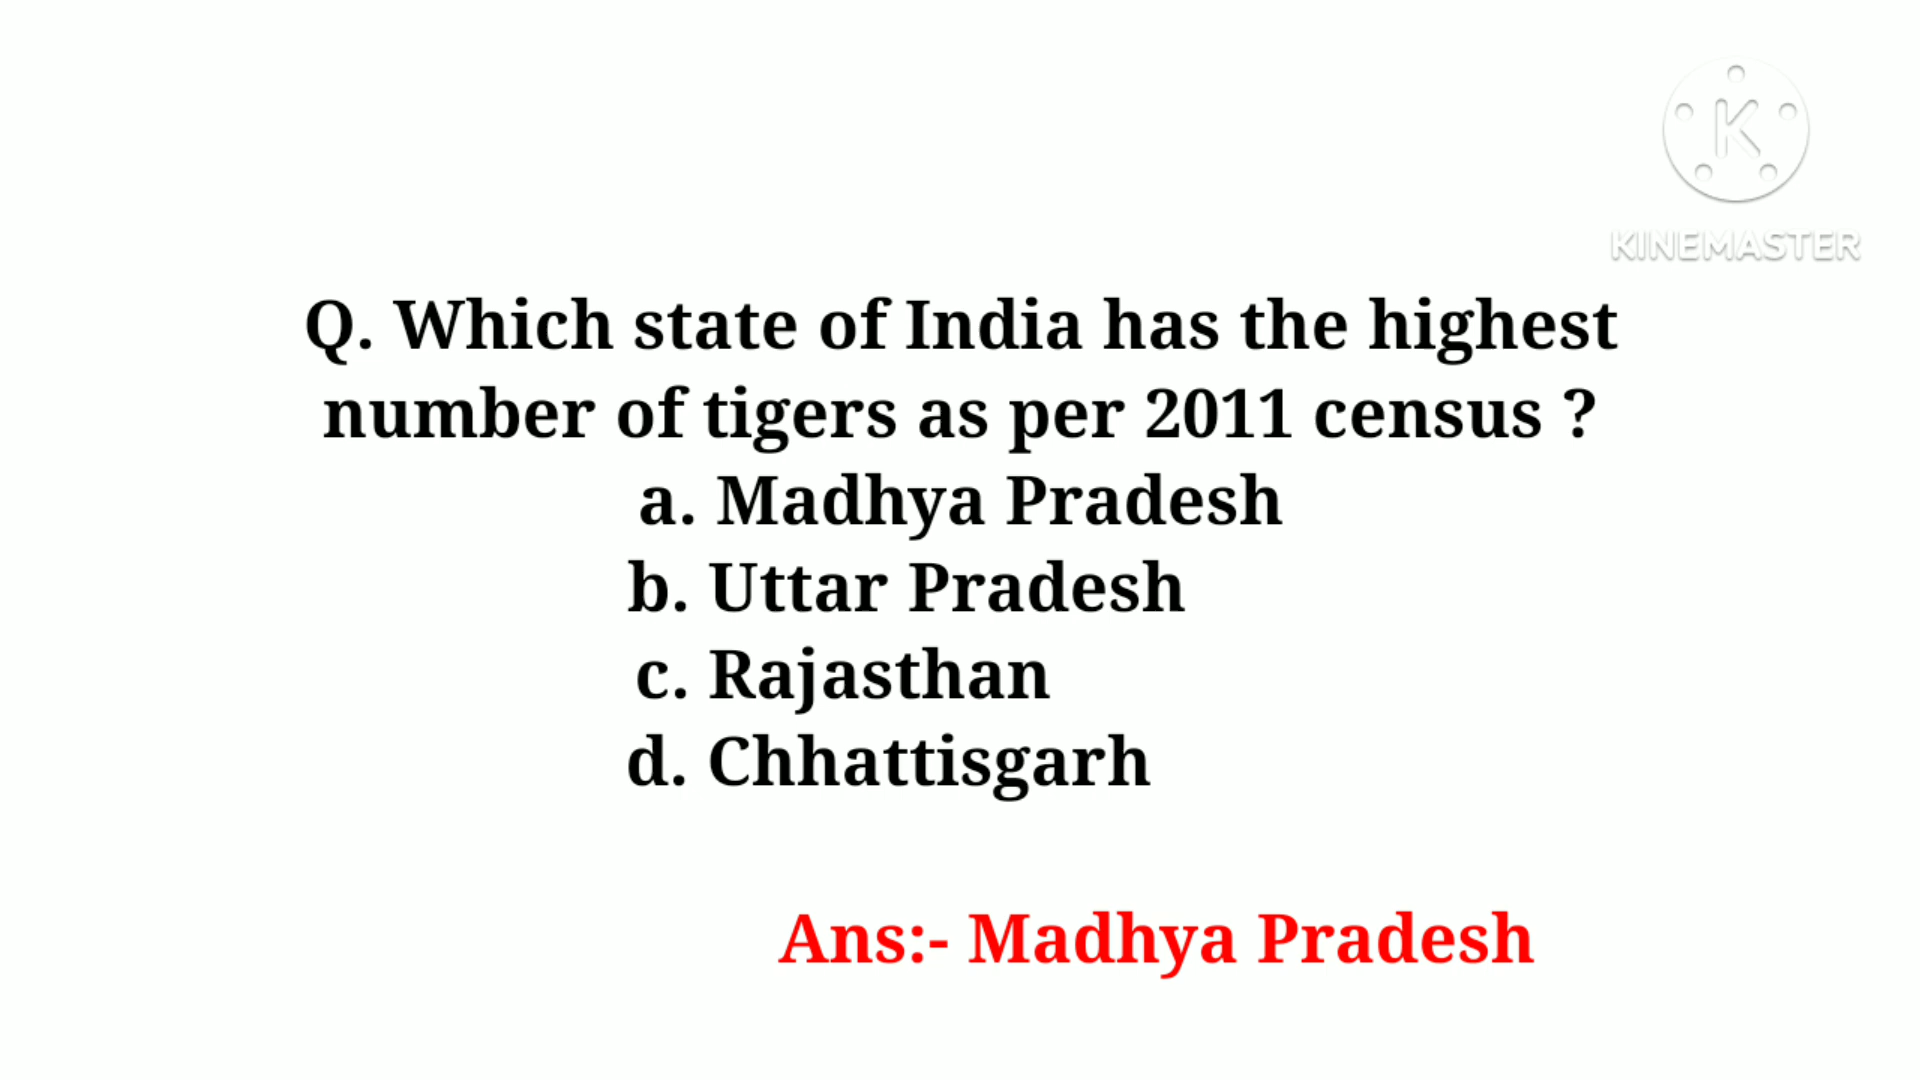 K
KINEMASTER
Q. Which state of India has the highest
number of tigers as per 2011 census ?
a. Madhya Pradesh
b. Uttar Pradesh
c. Rajasthan
d. Chhattisgarh
Ans:- Madhya Pradesh